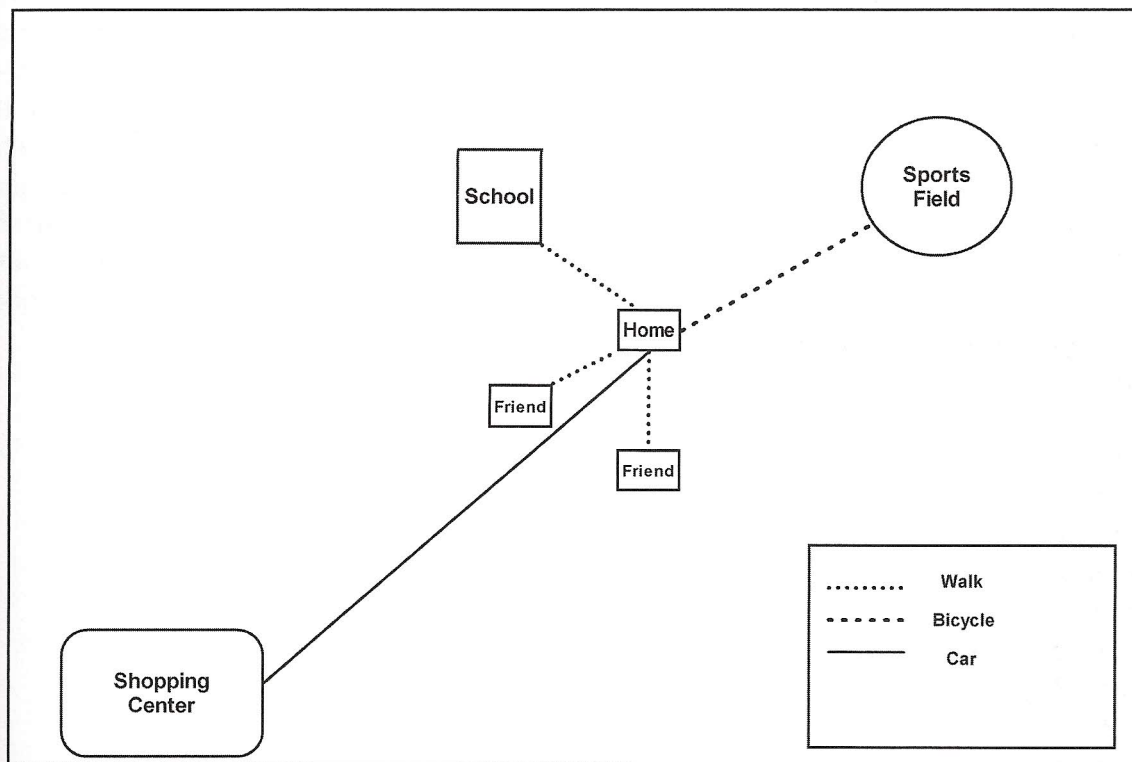 Sports
Field
School
Home
Friend
Friend
Walk
Bicycle
Car
Shopping
Center